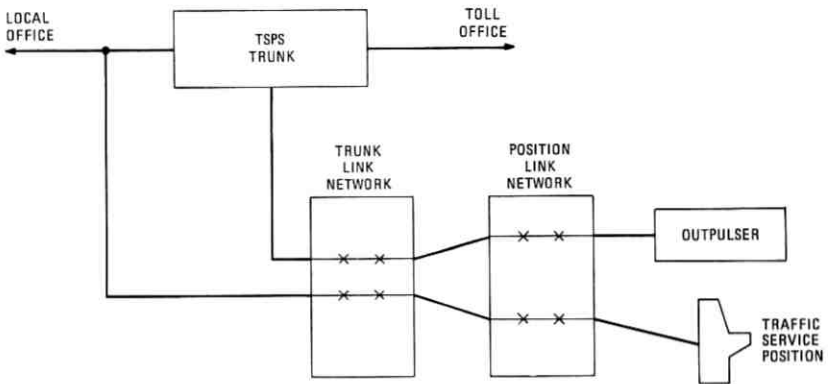 LOCAL
OFFICE
TSPS
TRUNK
TOLL
OFFICE
TRUNK
LINK
NETWORK
POSITION
LINK
NETWORK
OUTPULSER
TRAFFIC
SERVICE
POSITION